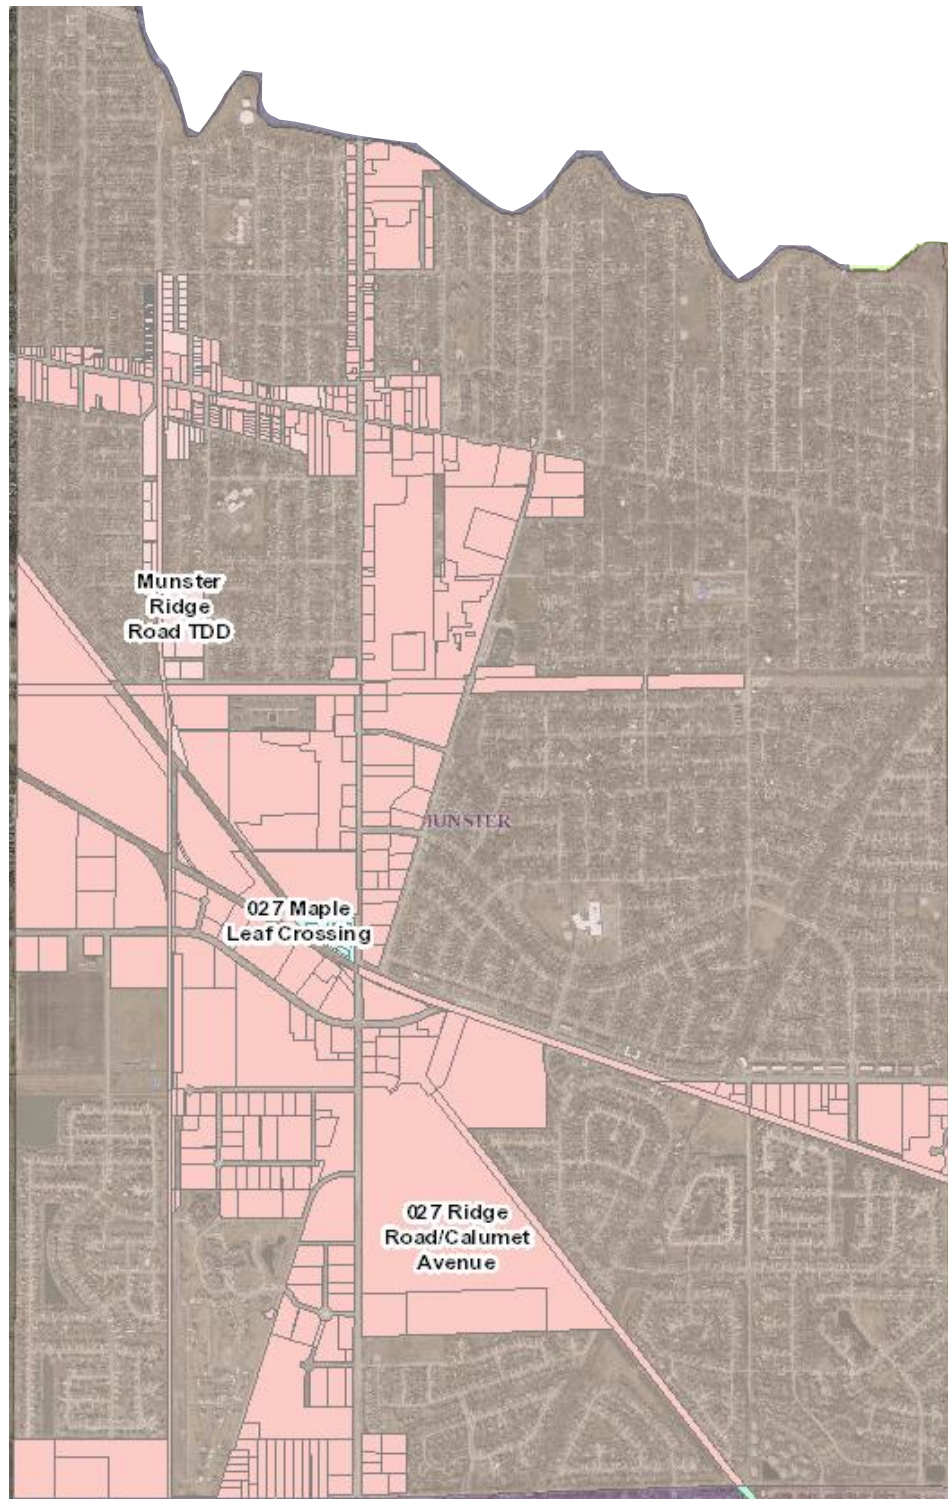 Munster
Ridge
Road TDD
MUNSTER
027 Maple
Leaf Crossing
027 Ridge
Road/Calumet
Avenue